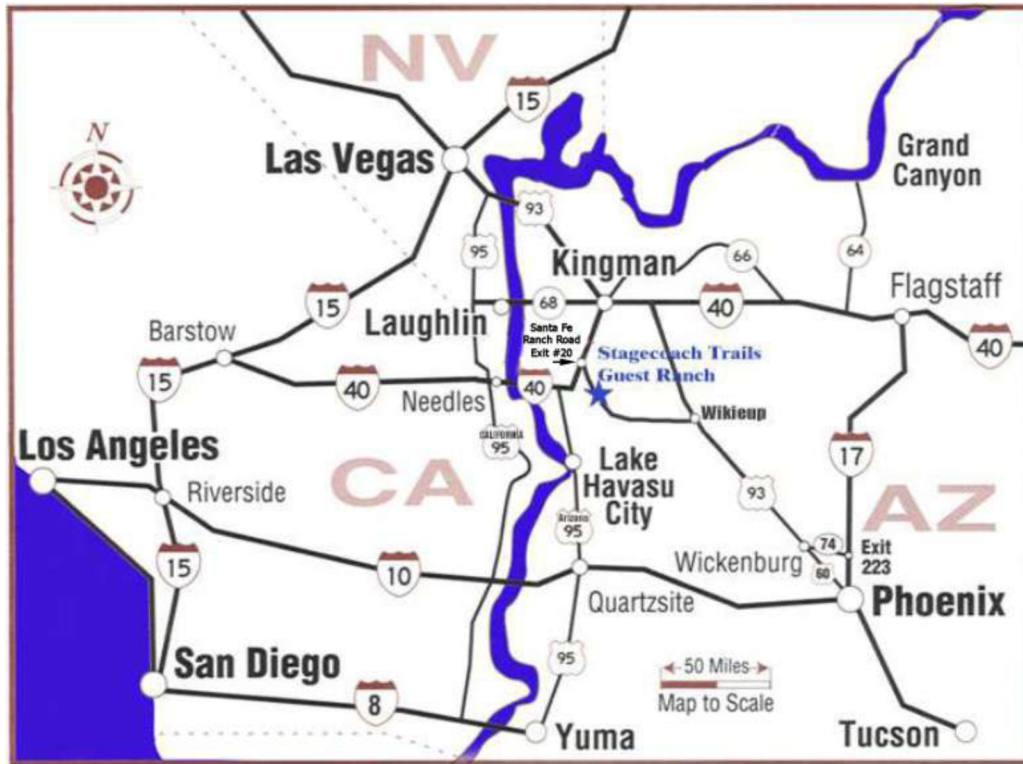 NV
15
N
Las Vegas
Grand
Canyon
93
95
66
64
Kingman
15
68
40
Flagstaff
Laughlin
Santa Fe
Ranch Road
Exit #20
Barstow
Stagecoach Trails
Guest Ranch
40
15
40
40
Needles
Wikieup
Los Angeles
CALIFORNIA
95
Lake
Havasu
City
17
CA
Riverside
93
AZ
Arizona
95
15
10
Wickenburg
74
Exit
223
60
Quartzsite
Phoenix
San Diego
95
50 Miles
Map to Scale
8
Yuma
Tucson